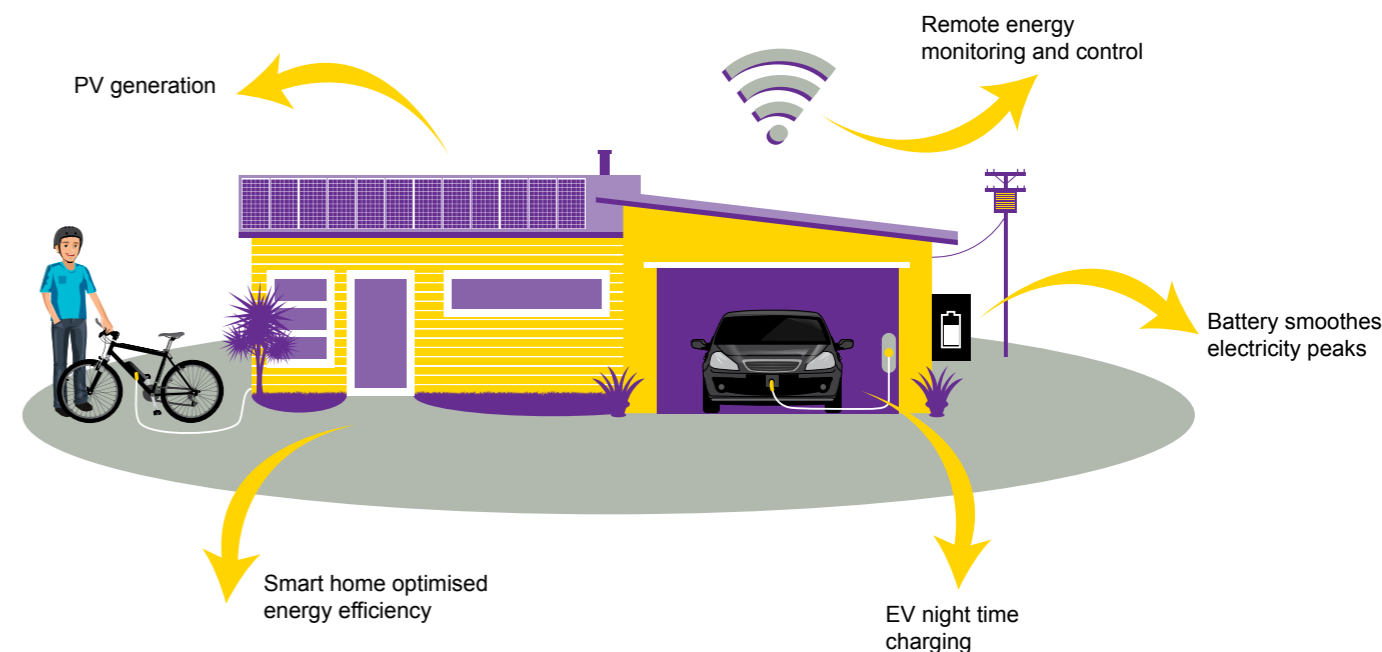 Remote energy
monitoring and control
PV generation
Battery smoothes
electricity peaks
Smart home optimised
energy efficiency
EV night time
charging